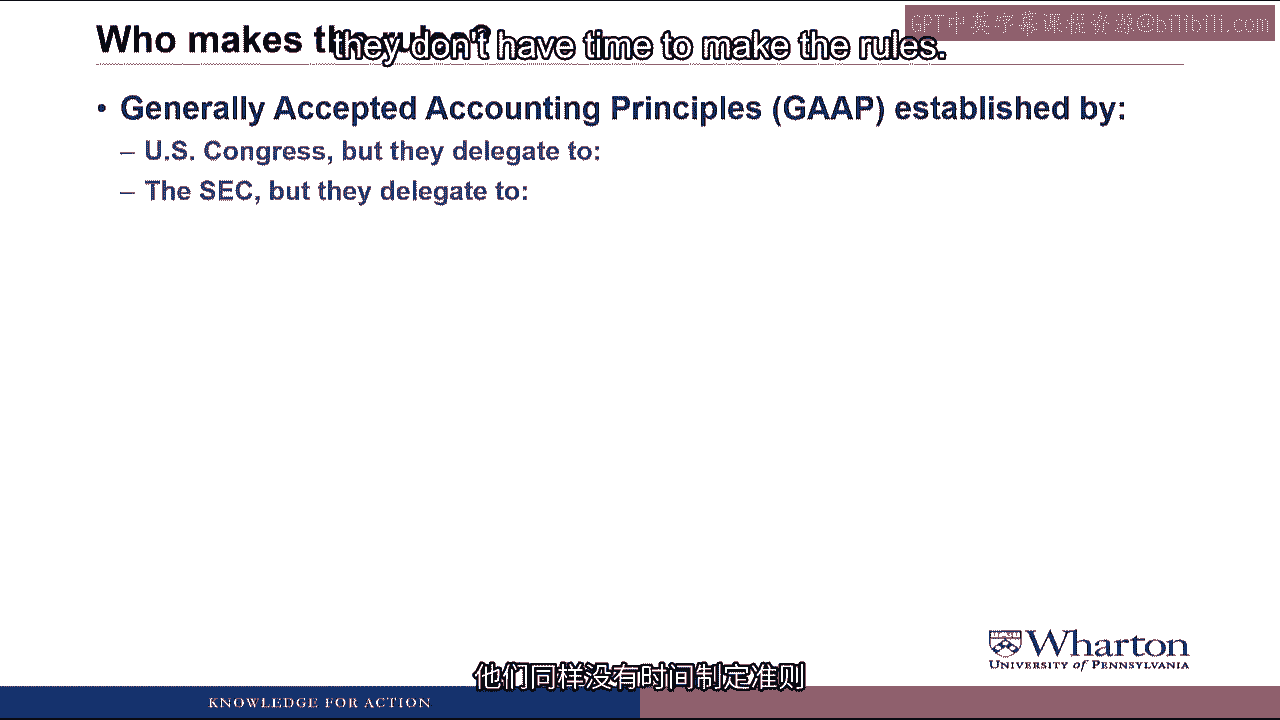 GPT中英字幕课程资源@bilibili.com
Who makes the rules?
they don't have time to make the rules.
• Generally Accepted Accounting Principles (GAAP) established by:
– U.S. Congress, but they delegate to:
– The SEC, but they delegate to:
Wharton
UNIVERSITY of PENNSYLVANIA
他们同样没有时间制定准则
KNOWLEDGE FOR ACTION